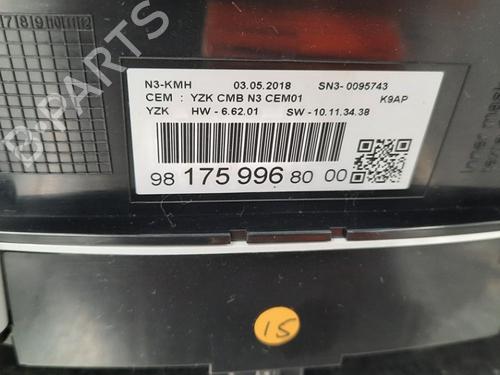 N3-KMH 03.05.2018 SN3- 0095743
CEM : YZK CMB N3 CEM01 K9AP
YZK HW - 6.62.01 SW - 10.11.34.38
98 175 996 80 00
B-PARTS
15